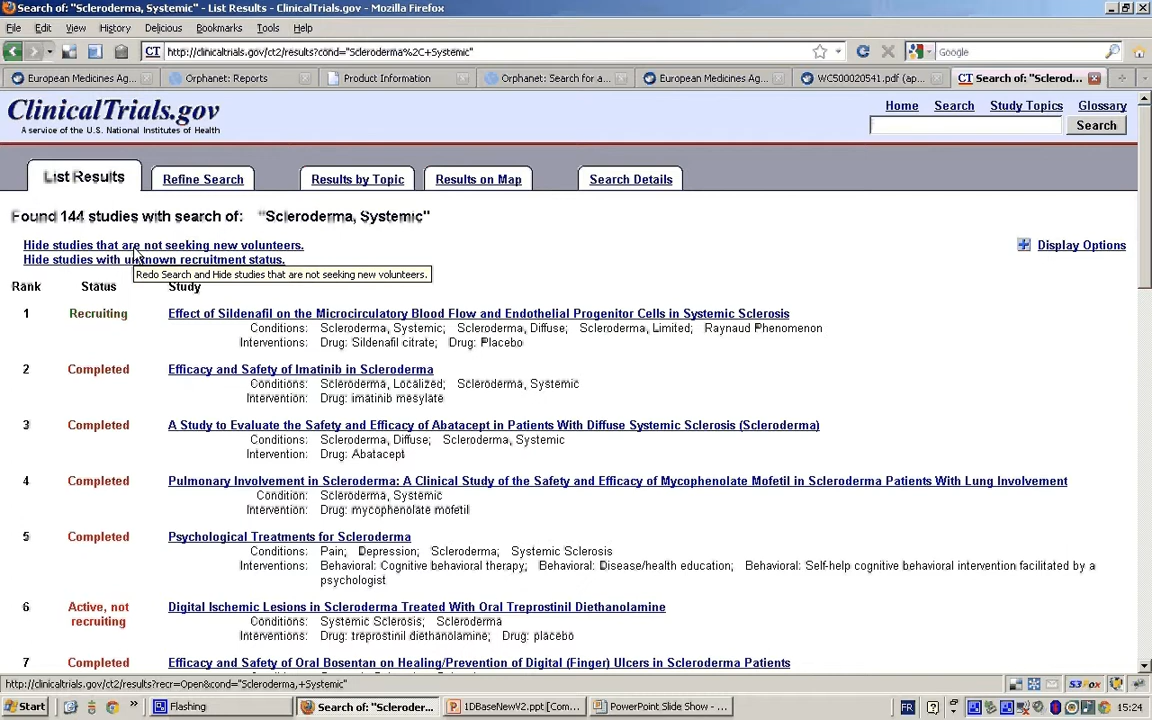 Search of: "Scleroderma, Systemic" - List Results - ClinicalTrials.gov - Mozilla Firefox
File Edit View History Delicious Bookmarks Tools Help
CT http://clinicaltrials.gov/ct2/results?cond="Scleroderma%2C+Systemic" Google
European Medicines Ag... Orphanet: Reports Product Information Orphanet: Search for a... European Medicines Ag... WC500020541.pdf (ap... CT Search of: "Sclerod...
ClinicalTrials.gov
A service of the U.S. National Institutes of Health
Home Search Study Topics Glossary
Search
List Results Refine Search Results by Topic Results on Map Search Details
Found 144 studies with search of: "Scleroderma, Systemic"
Hide studies that are not seeking new volunteers.
Display Options
Hide studies with unknown recruitment status.
Redo Search and Hide studies that are not seeking new volunteers.
Rank Status Study
1 Recruiting Effect of Sildenafil on the Microcirculatory Blood Flow and Endothelial Progenitor Cells in Systemic Sclerosis
Conditions: Scleroderma, Systemic; Scleroderma, Diffuse; Scleroderma, Limited; Raynaud Phenomenon
Interventions: Drug: Sildenafil citrate; Drug: Placebo
2 Completed Efficacy and Safety of Imatinib in Scleroderma
Conditions: Scleroderma, Localized; Scleroderma, Systemic
Intervention: Drug: imatinib mesylate
3 Completed A Study to Evaluate the Safety and Efficacy of Abatacept in Patients With Diffuse Systemic Sclerosis (Scleroderma)
Conditions: Scleroderma, Diffuse; Scleroderma, Systemic
Intervention: Drug: Abatacept
4 Completed Pulmonary Involvement in Scleroderma: A Clinical Study of the Safety and Efficacy of Mycophenolate Mofetil in Scleroderma Patients With Lung Involvement
Condition: Scleroderma, Systemic
Intervention: Drug: mycophenolate mofetil
5 Completed Psychological Treatments for Scleroderma
Conditions: Pain; Depression; Scleroderma; Systemic Sclerosis
Interventions: Behavioral: Cognitive behavioral therapy; Behavioral: Disease/health education; Behavioral: Self-help cognitive behavioral intervention facilitated by a
psychologist
6 Active, not recruiting Digital Ischemic Lesions in Scleroderma Treated With Oral Treprostinil Diethanolamine
Conditions: Systemic Sclerosis; Scleroderma
Interventions: Drug: treprostinil diethanolamine; Drug: placebo
7 Completed Efficacy and Safety of Oral Bosentan on Healing/Prevention of Digital (Finger) Ulcers in Scleroderma Patients
http://clinicaltrials.gov/ct2/results?recr=Open&cond="Scleroderma,+Systemic" S3Fox
Start Flashing Search of: "Scleroder... 1DBaseNewV2.ppt [Com... PowerPoint Slide Show - ... FR 15:24